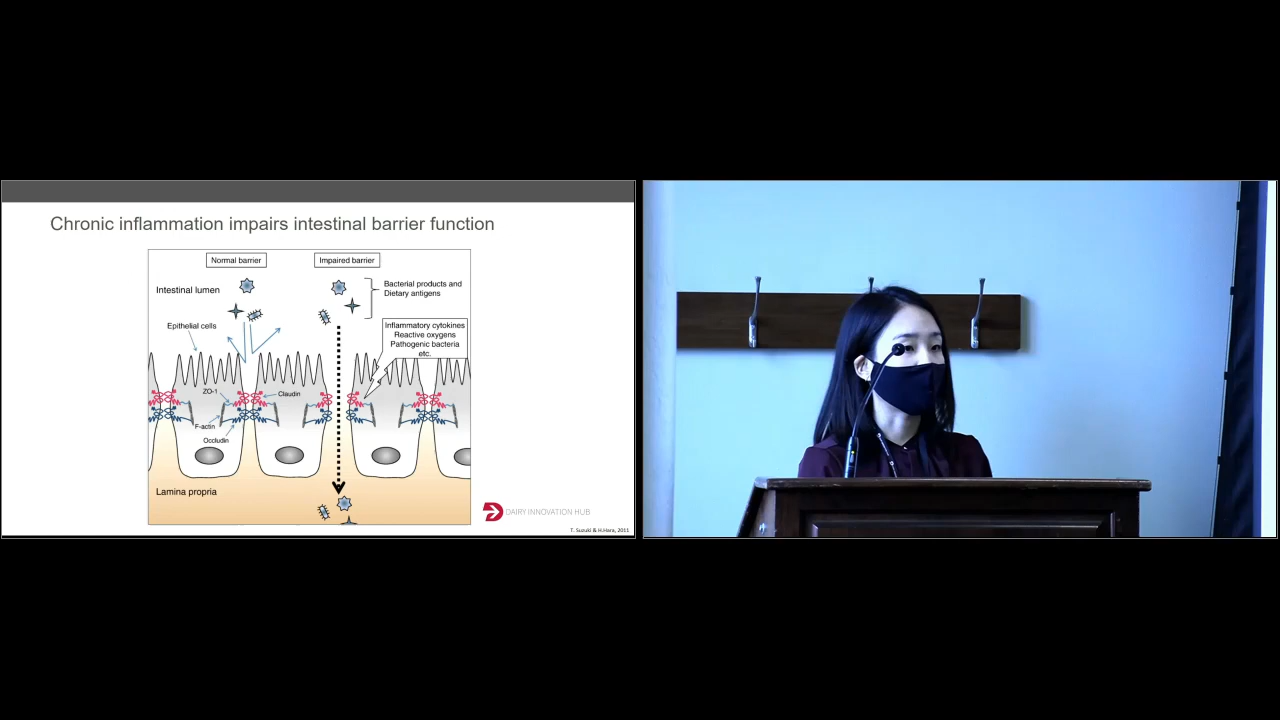 Chronic inflammation impairs intestinal barrier function
Normal barrier
Impaired barrier
Intestinal lumen
Bacterial products and
Dietary antigens
Epithelial cells
Inflammatory cytokines
Reactive oxygens
Pathogenic bacteria
etc.
ZO-1
Claudin
F-actin
Occludin
Lamina propria
DAIRY INNOVATION HUB
T. Suzuki & H.Hara, 2011